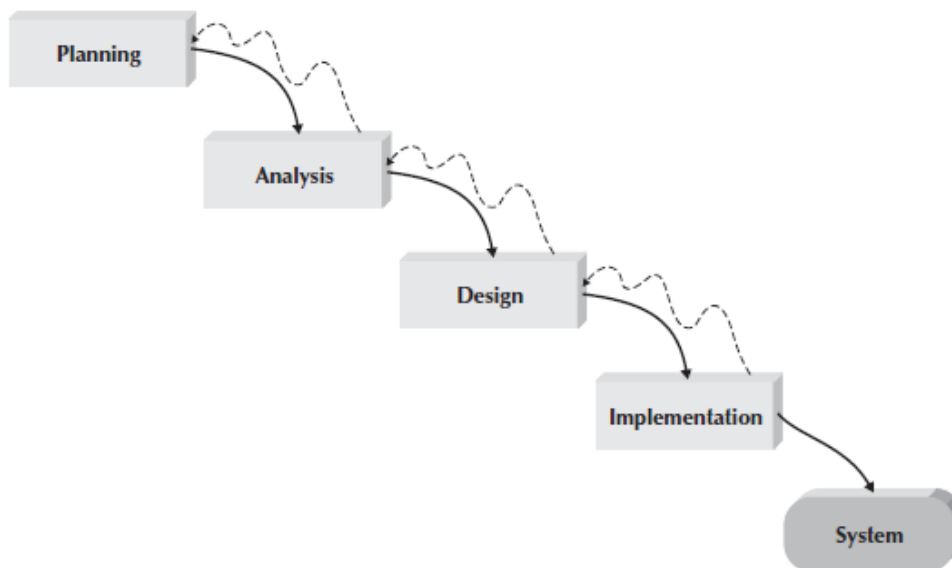 Planning
Analysis
Design
Implementation
System